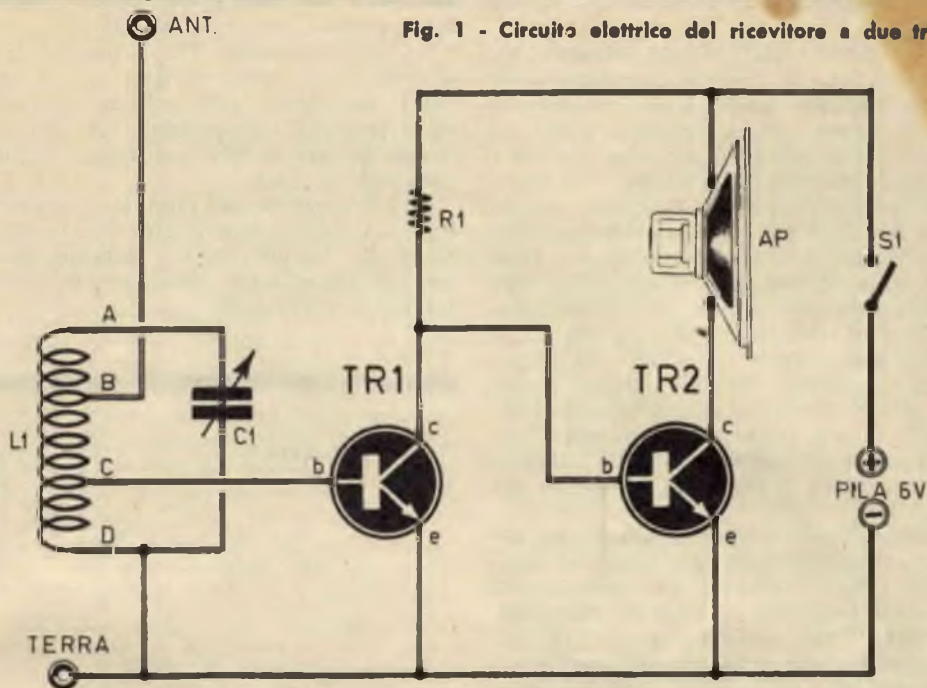 ANT.
Fig. 1 - Circuito elettrico del ricevitore a due tr
R1
AP
S1
A
B
L1
C1
C
D
TR1
c
b
e
TR2
c
b
e
+
PILA 6V
-
TERRA